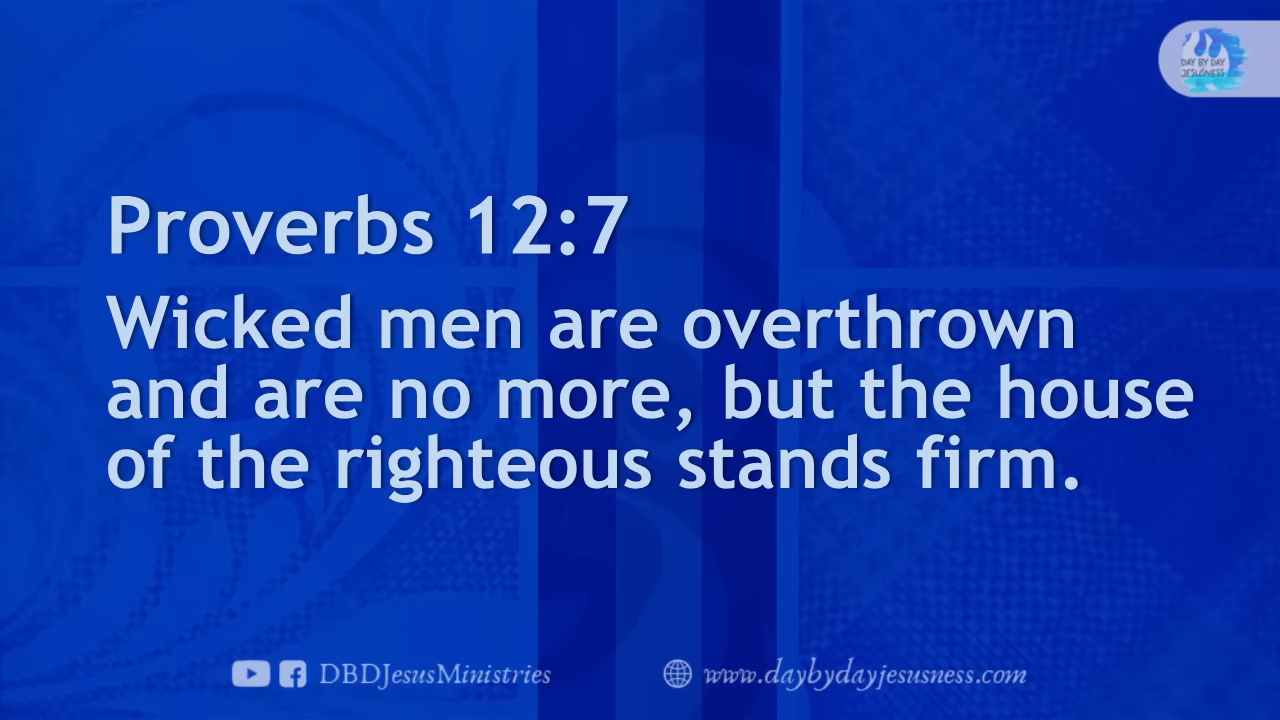 DAY BY DAY
JESUSNESS
Proverbs 12:7
Wicked men are overthrown
and are no more, but the house
of the righteous stands firm.
DBDJesusMinistries
www.daybydayjesusness.com